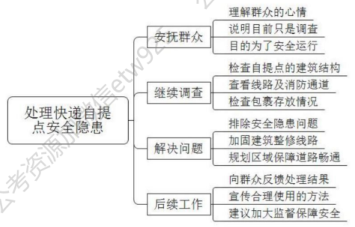 安抚群众
理解群众的心情
说明目前只是调查
目的为了安全运行
处理快递自提
点安全隐患
继续调查
检查自提点的建筑结构
查看线路及消防通道
检查包裹存放情况
解决问题
排除安全隐患问题
加固建筑整修线路
规划区域保障道路畅通
后续工作
向群众反馈处理结果
宣传合理使用的方法
建议加大监督保障安全